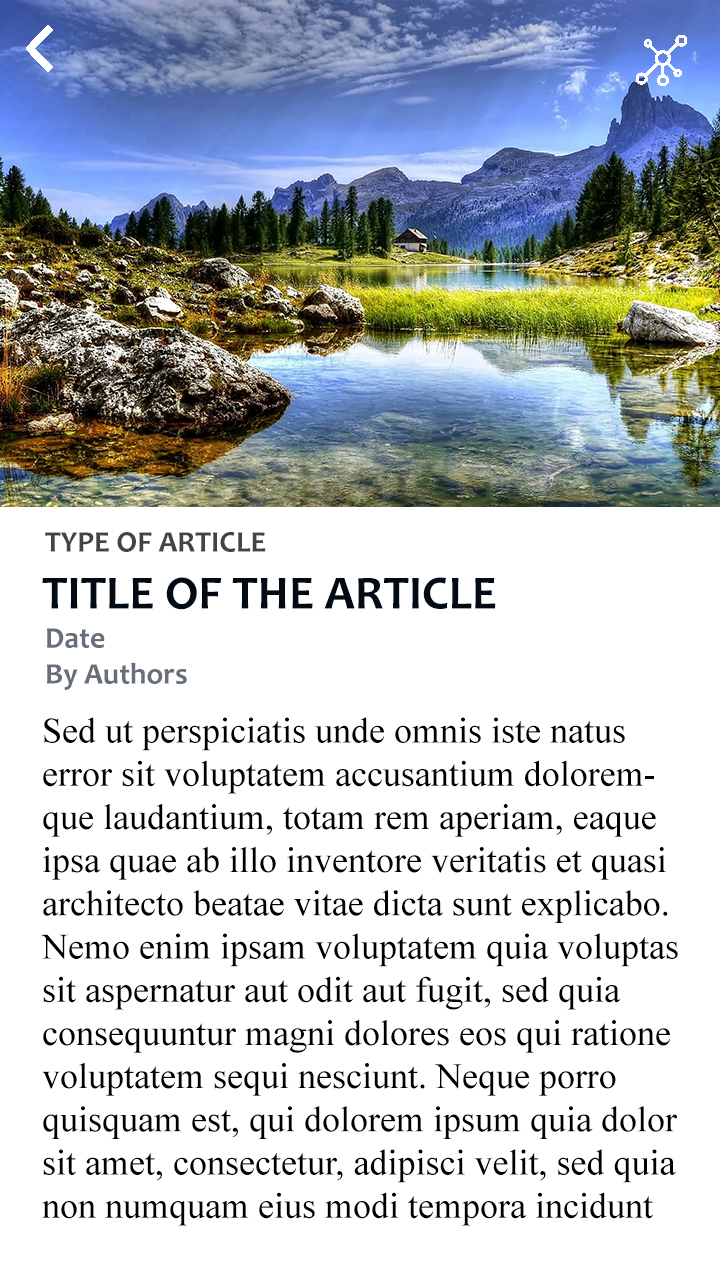 TYPE OF ARTICLE
TITLE OF THE ARTICLE
Date
By Authors
Sed ut perspiciatis unde omnis iste natus
error sit voluptatem accusantium dolorem-
que laudantium, totam rem aperiam, eaque
ipsa quae ab illo inventore veritatis et quasi
architecto beatae vitae dicta sunt explicabo.
Nemo enim ipsam voluptatem quia voluptas
sit aspernatur aut odit aut fugit, sed quia
consequuntur magni dolores eos qui ratione
voluptatem sequi nesciunt. Neque porro
quisquam est, qui dolorem ipsum quia dolor
sit amet, consectetur, adipisci velit, sed quia
non numquam eius modi tempora incidunt